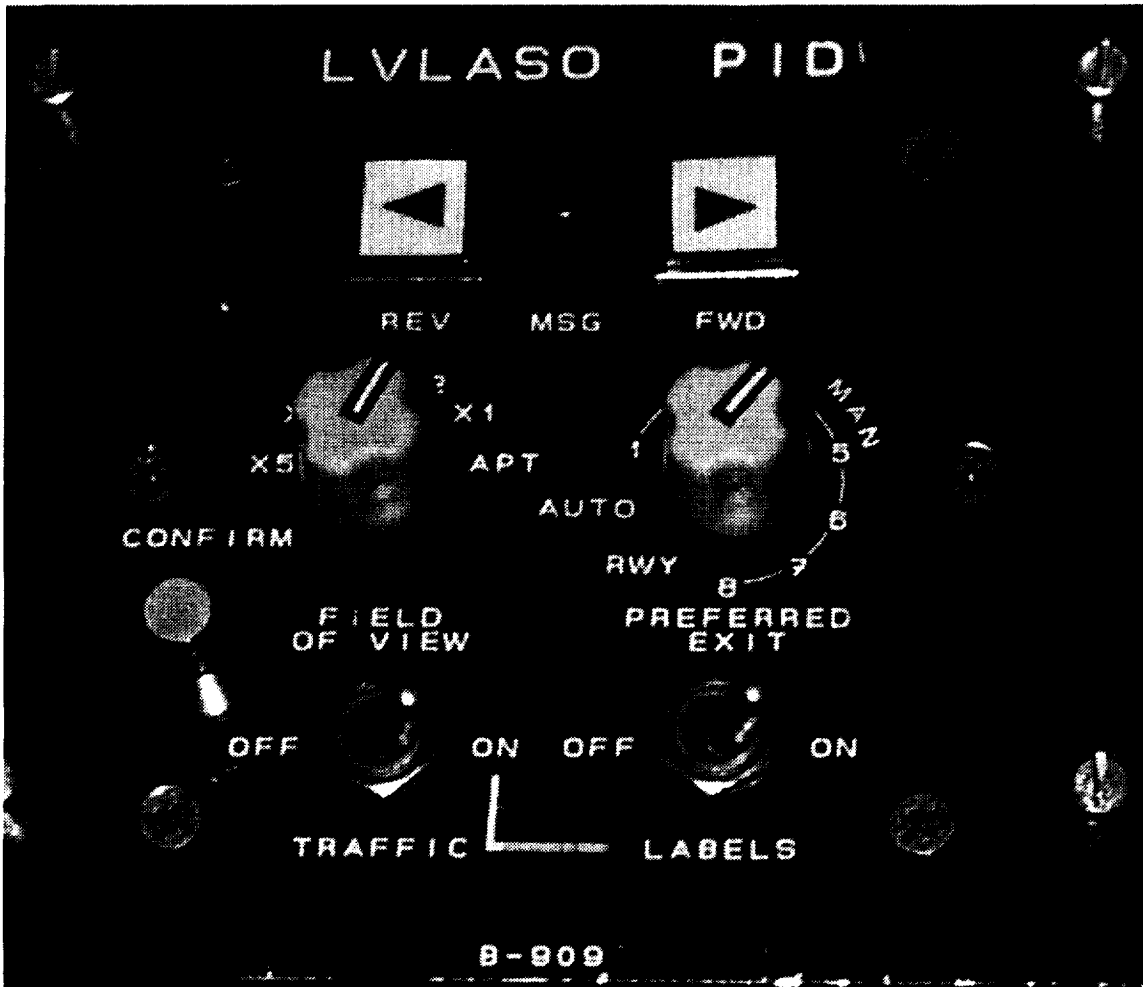 LVLASO PID
REV MSG FWD
MAN
X1 1 5
X5 APT
AUTO 6
CONFIRM
RWY 7
8
FIELD PREFERRED
OF VIEW EXIT
OFF ON OFF ON
TRAFFIC LABELS
B-909